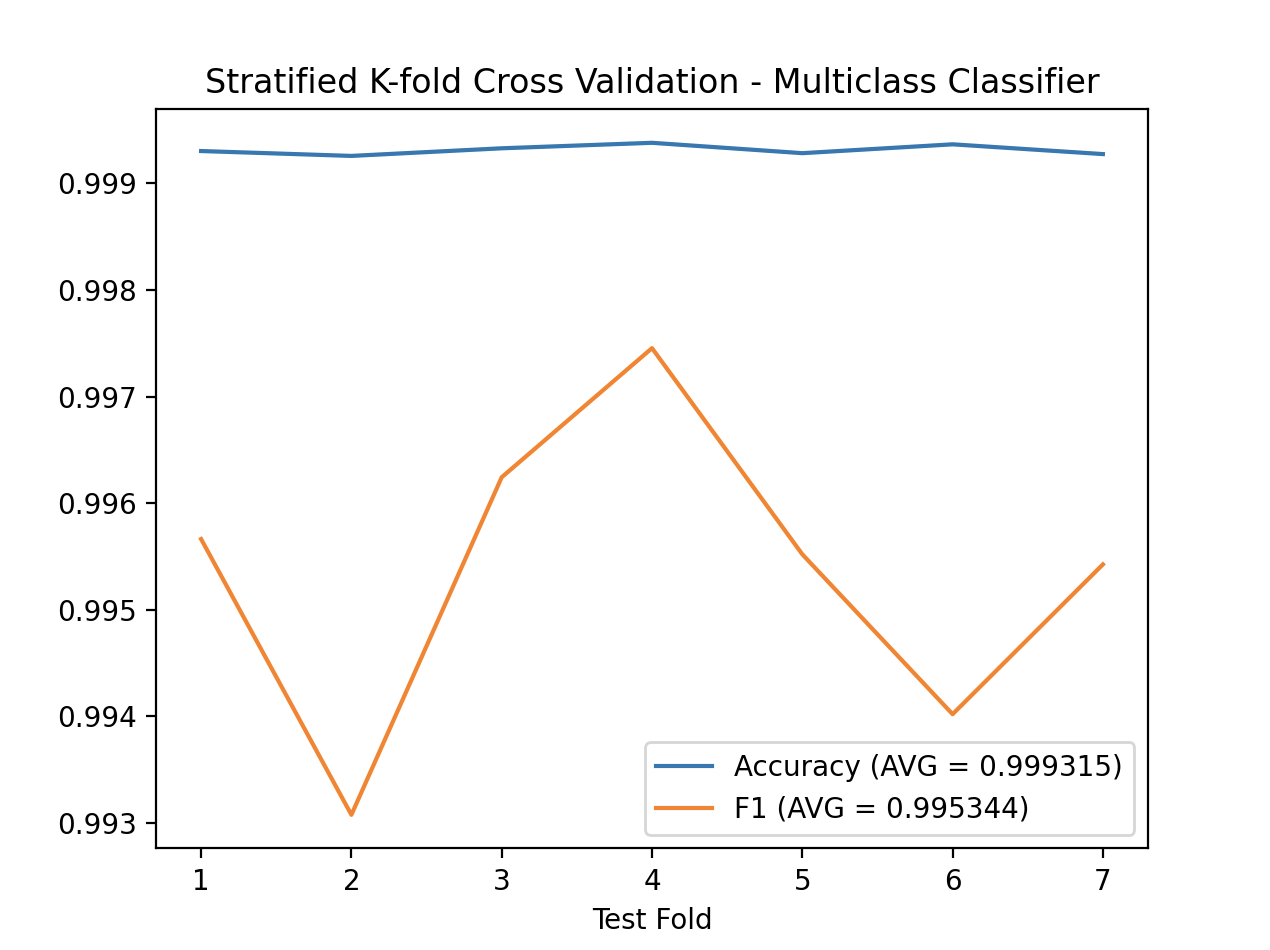 Stratified K-fold Cross Validation - Multiclass Classifier
0.999
0.998
0.997
0.996
0.995
0.994
0.993
Accuracy (AVG = 0.999315)
F1 (AVG = 0.995344)
1 2 3 4 5 6 7
Test Fold